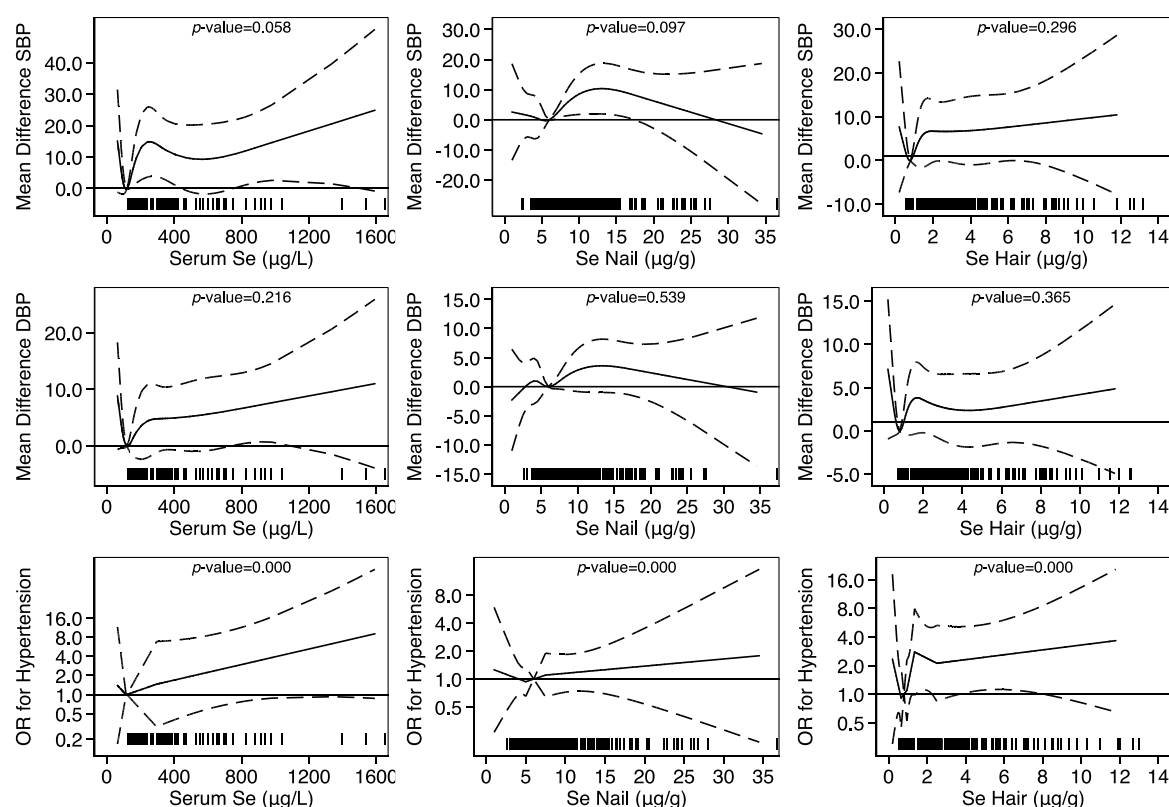 p-value=0.058
Mean Difference SBP
40.0
30.0
20.0
10.0
0.0
0 400 800 1200 1600
Serum Se (µg/L)
p-value=0.097
Mean Difference SBP
30.0
20.0
10.0
0.0
-10.0
-20.0
0 5 10 15 20 25 30 35
Se Nail (µg/g)
p-value=0.296
Mean Difference SBP
30.0
20.0
10.0
0.0
-10.0
0 2 4 6 8 10 12 14
Se Hair (µg/g)
p-value=0.216
Mean Difference DBP
20.0
10.0
0.0
0 400 800 1200 1600
Serum Se (µg/L)
p-value=0.539
Mean Difference DBP
15.0
10.0
5.0
0.0
-5.0
-10.0
-15.0
0 5 10 15 20 25 30 35
Se Nail (µg/g)
p-value=0.365
Mean Difference DBP
15.0
10.0
5.0
0.0
-5.0
0 2 4 6 8 10 12 14
Se Hair (µg/g)
p-value=0.000
OR for Hypertension
16.0
8.0
4.0
2.0
1.0
0.5
0.2
0 400 800 1200 1600
Serum Se (µg/L)
p-value=0.000
OR for Hypertension
8.0
4.0
2.0
1.0
0.5
0 5 10 15 20 25 30 35
Se Nail (µg/g)
p-value=0.000
OR for Hypertension
16.0
8.0
4.0
2.0
1.0
0.5
0 2 4 6 8 10 12 14
Se Hair (µg/g)